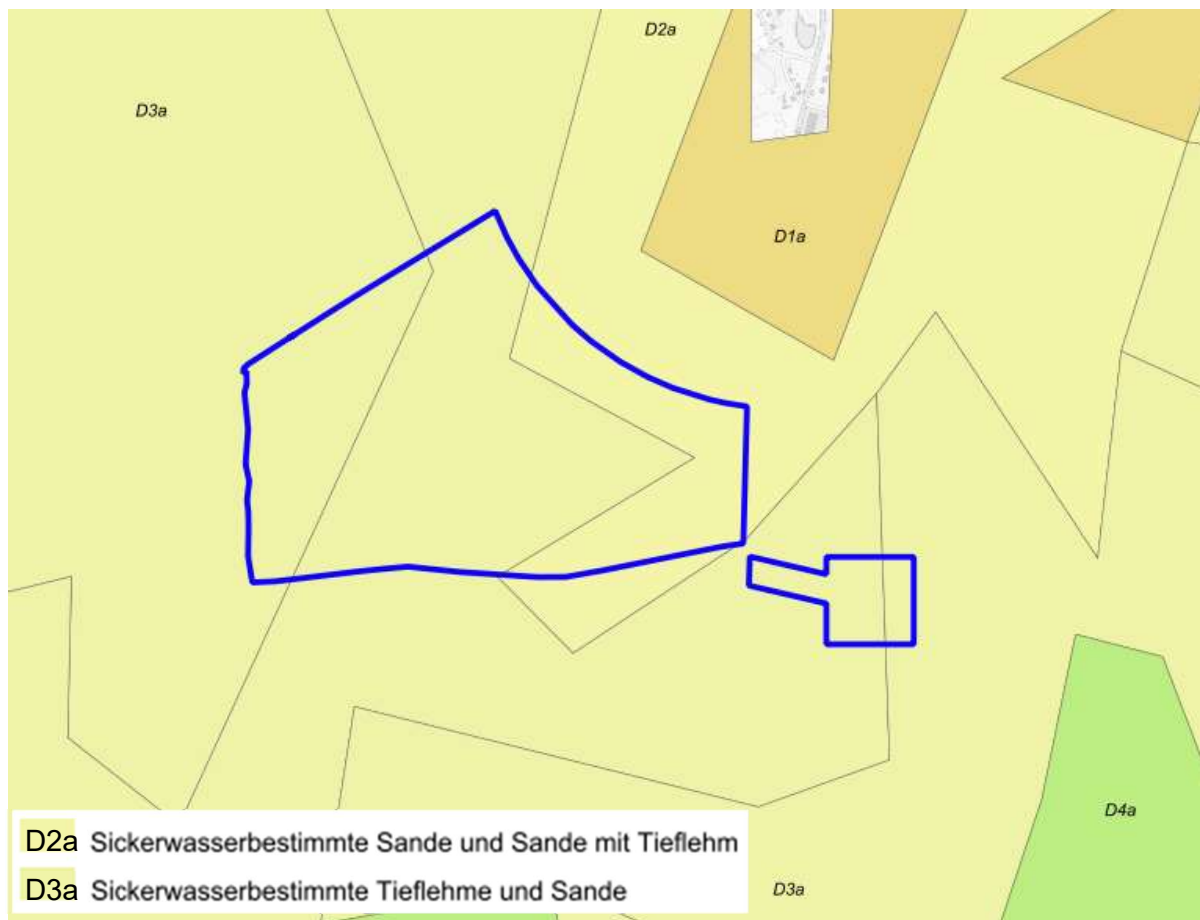 D2a
D3a
D1a
D4a
D2a Sickerwasserbestimmte Sande und Sande mit Tieflehm
D3a Sickerwasserbestimmte Tieflehme und Sande
D3a